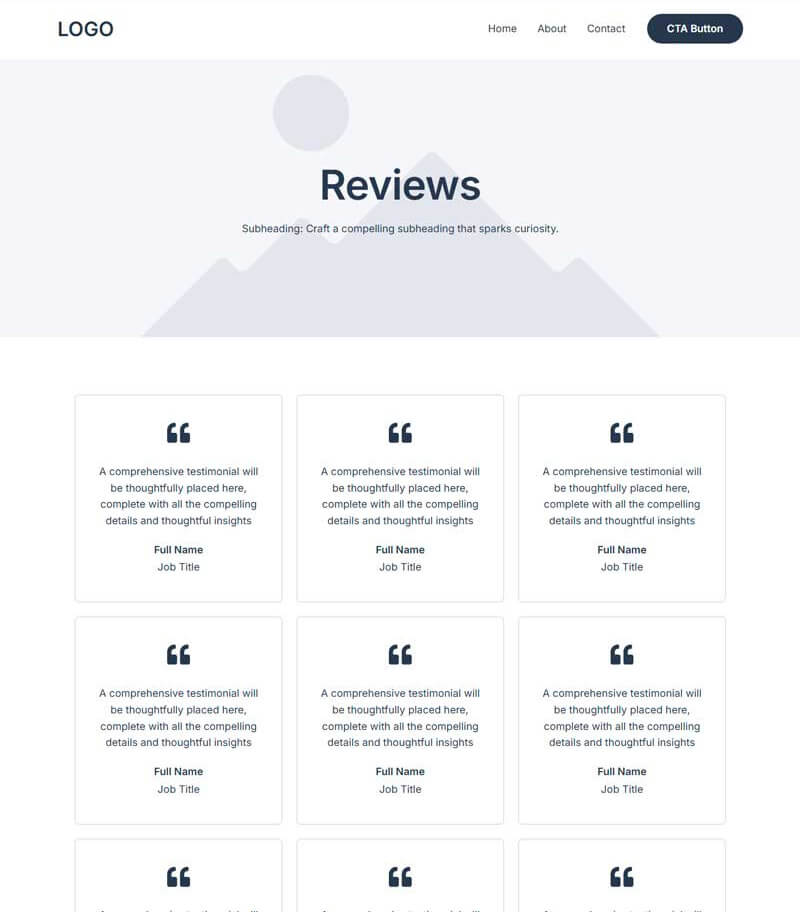 LOGO
Home About Contact CTA Button
Reviews
Subheading: Craft a compelling subheading that sparks curiosity.
A comprehensive testimonial will
be thoughtfully placed here,
complete with all the compelling
details and thoughtful insights
Full Name
Job Title
A comprehensive testimonial will
be thoughtfully placed here,
complete with all the compelling
details and thoughtful insights
Full Name
Job Title
A comprehensive testimonial will
be thoughtfully placed here,
complete with all the compelling
details and thoughtful insights
Full Name
Job Title
A comprehensive testimonial will
be thoughtfully placed here,
complete with all the compelling
details and thoughtful insights
Full Name
Job Title
A comprehensive testimonial will
be thoughtfully placed here,
complete with all the compelling
details and thoughtful insights
Full Name
Job Title
A comprehensive testimonial will
be thoughtfully placed here,
complete with all the compelling
details and thoughtful insights
Full Name
Job Title